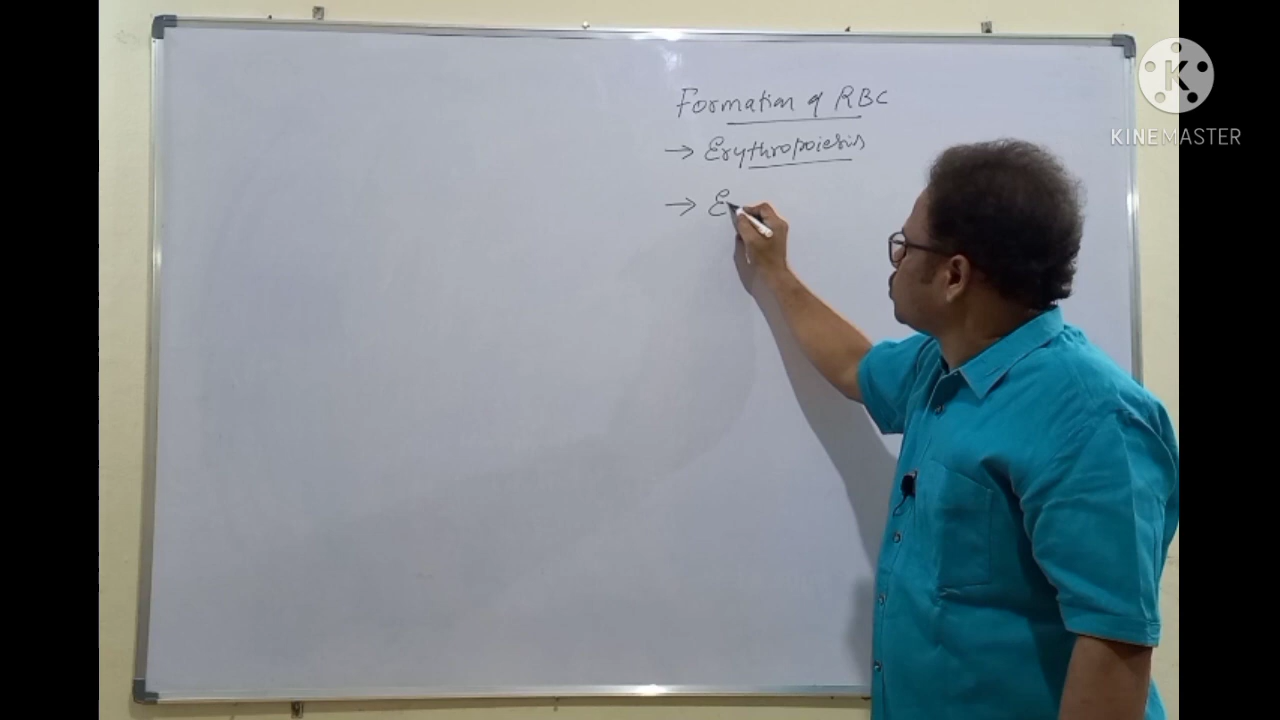 Formation of RBC
→ Erythropoiesis
→ E
K
KINEMASTER